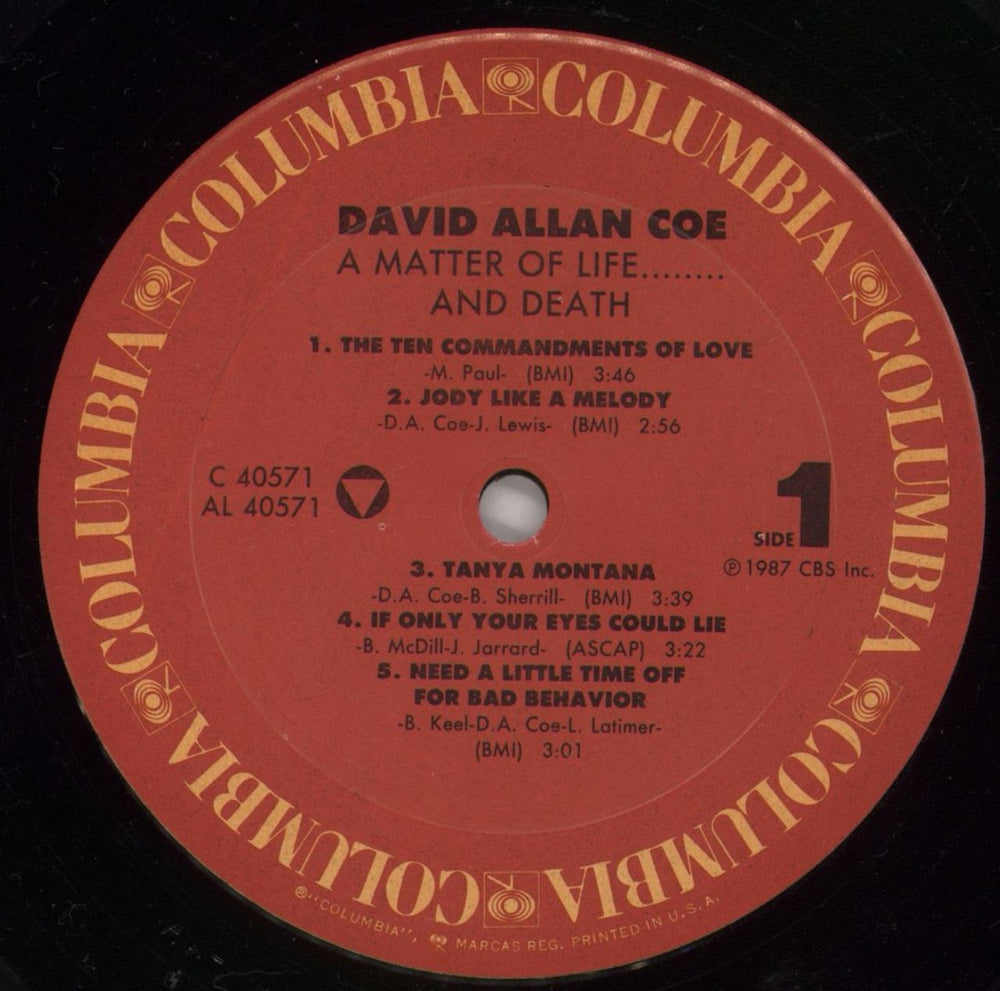 COLUMBIA COLUMBIA COLUMBIA COLUMBIA COLUMBIA COLUMBIA COLUMBIA COLUMBIA
DAVID ALLAN COE
A MATTER OF LIFE........
AND DEATH
1. THE TEN COMMANDMENTS OF LOVE
-M. Paul- (BMI) 3:46
2. JODY LIKE A MELODY
-D.A. Coe-J. Lewis- (BMI) 2:56
C 40571
AL 40571
SIDE 1
℗ 1987 CBS Inc.
3. TANYA MONTANA
-D.A. Coe-B. Sherrill- (BMI) 3:39
4. IF ONLY YOUR EYES COULD LIE
-B. McDill-J. Jarrard- (ASCAP) 3:22
5. NEED A LITTLE TIME OFF
FOR BAD BEHAVIOR
-B. Keel-D.A. Coe-L. Latimer-
(BMI) 3:01
®"COLUMBIA", MARCAS REG. PRINTED IN U.S.A.